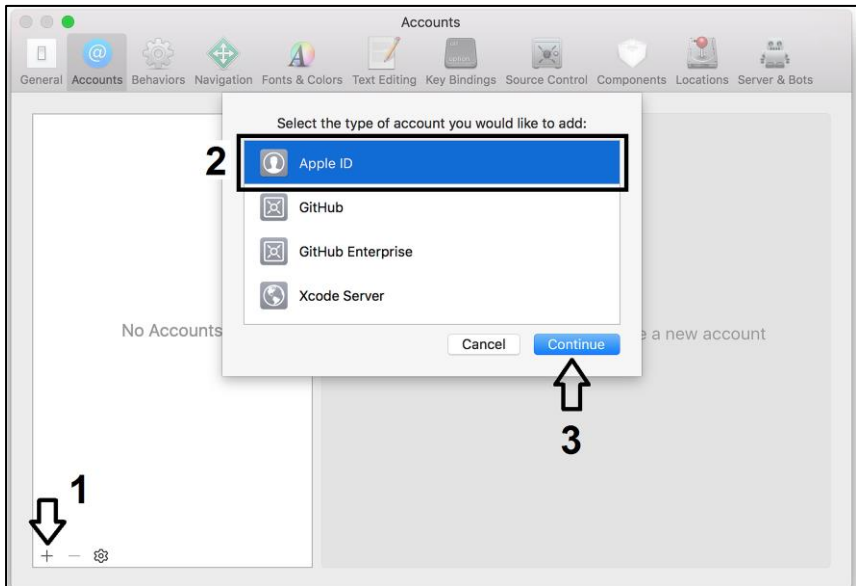 Accounts
General Accounts Behaviors Navigation Fonts & Colors Text Editing Key Bindings Source Control Components Locations Server & Bots
Select the type of account you would like to add:
2
Apple ID
GitHub
GitHub Enterprise
Xcode Server
No Accounts
a new account
Cancel Continue
3
1